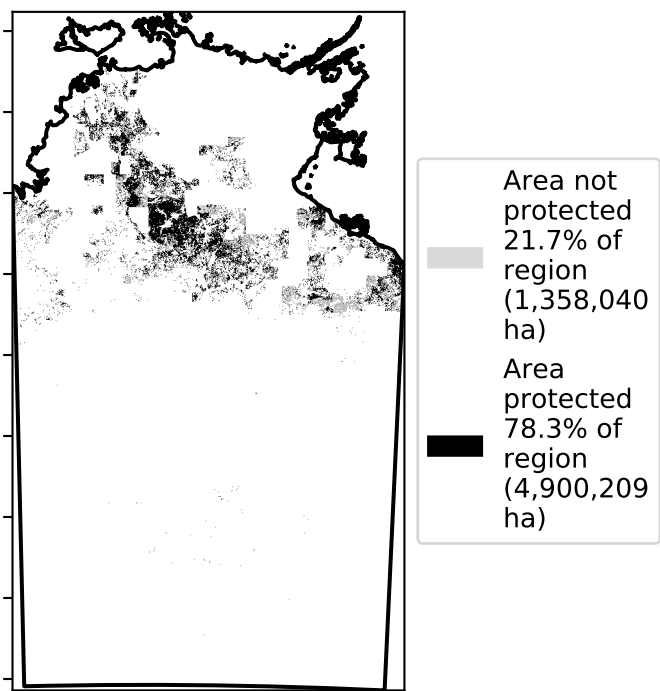 Area not
protected
21.7% of
region
(1,358,040
ha)
Area
protected
78.3% of
region
(4,900,209
ha)